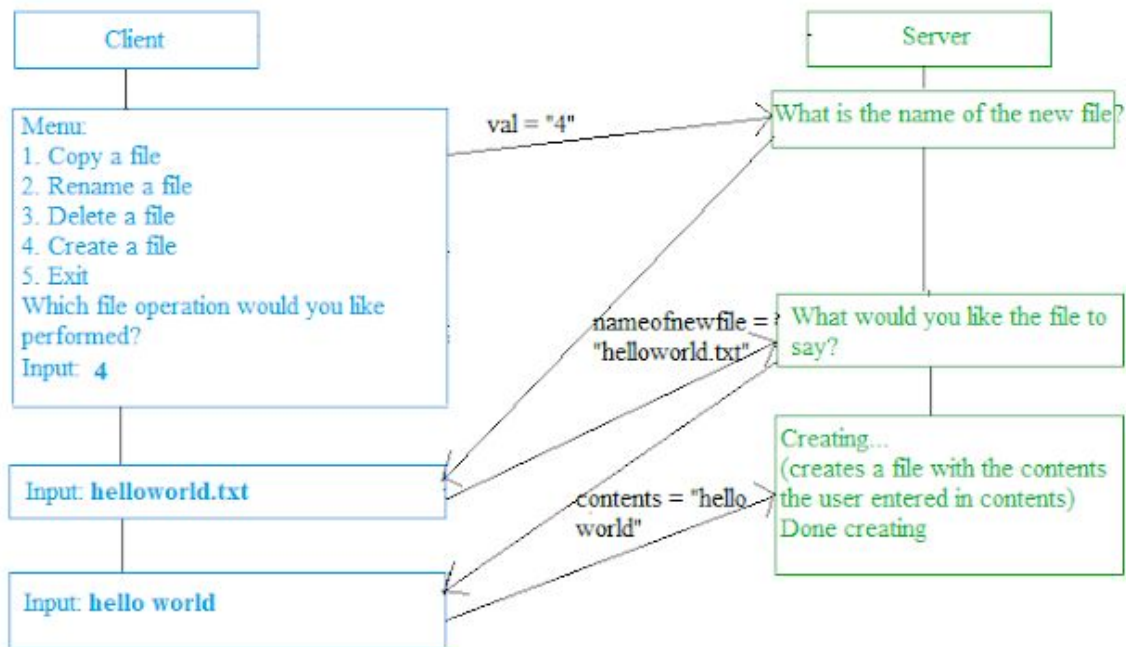 Client
Server
Menu:
1. Copy a file
2. Rename a file
3. Delete a file
4. Create a file
5. Exit
Which file operation would you like
performed?
Input: 4
val = "4"
What is the name of the new file?
nameofnewfile =
"helloworld.txt"
What would you like the file to
say?
Input: helloworld.txt
contents = "hello
world"
Creating...
(creates a file with the contents
the user entered in contents)
Done creating
Input: hello world